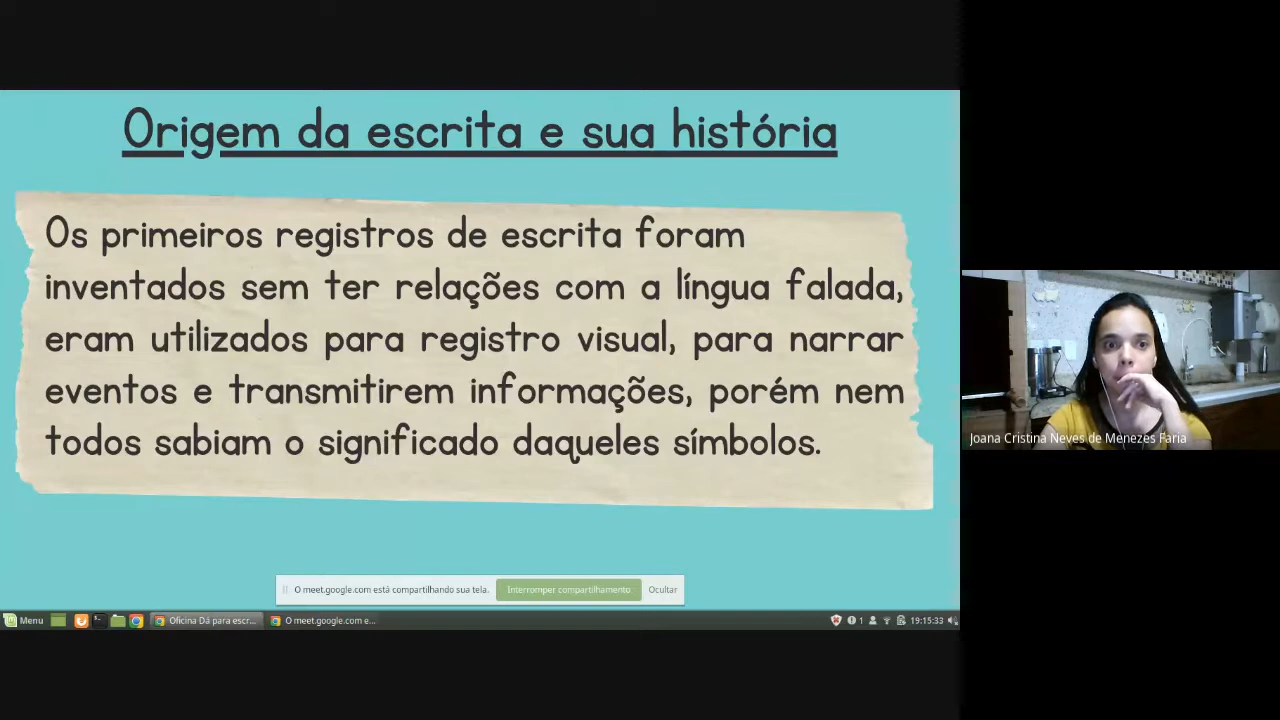 Origem da escrita e sua história
Os primeiros registros de escrita foram
inventados sem ter relações com a língua falada,
eram utilizados para registro visual, para narrar
eventos e transmitirem informações, porém nem
todos sabiam o significado daqueles símbolos.
Joana Cristina Neves de Menezes Faria
O meet.google.com está compartilhando sua tela.
Interromper compartilhamento
Ocultar
Menu
Oficina Dá para escr...
O meet.google.com e...
1
19:15:33